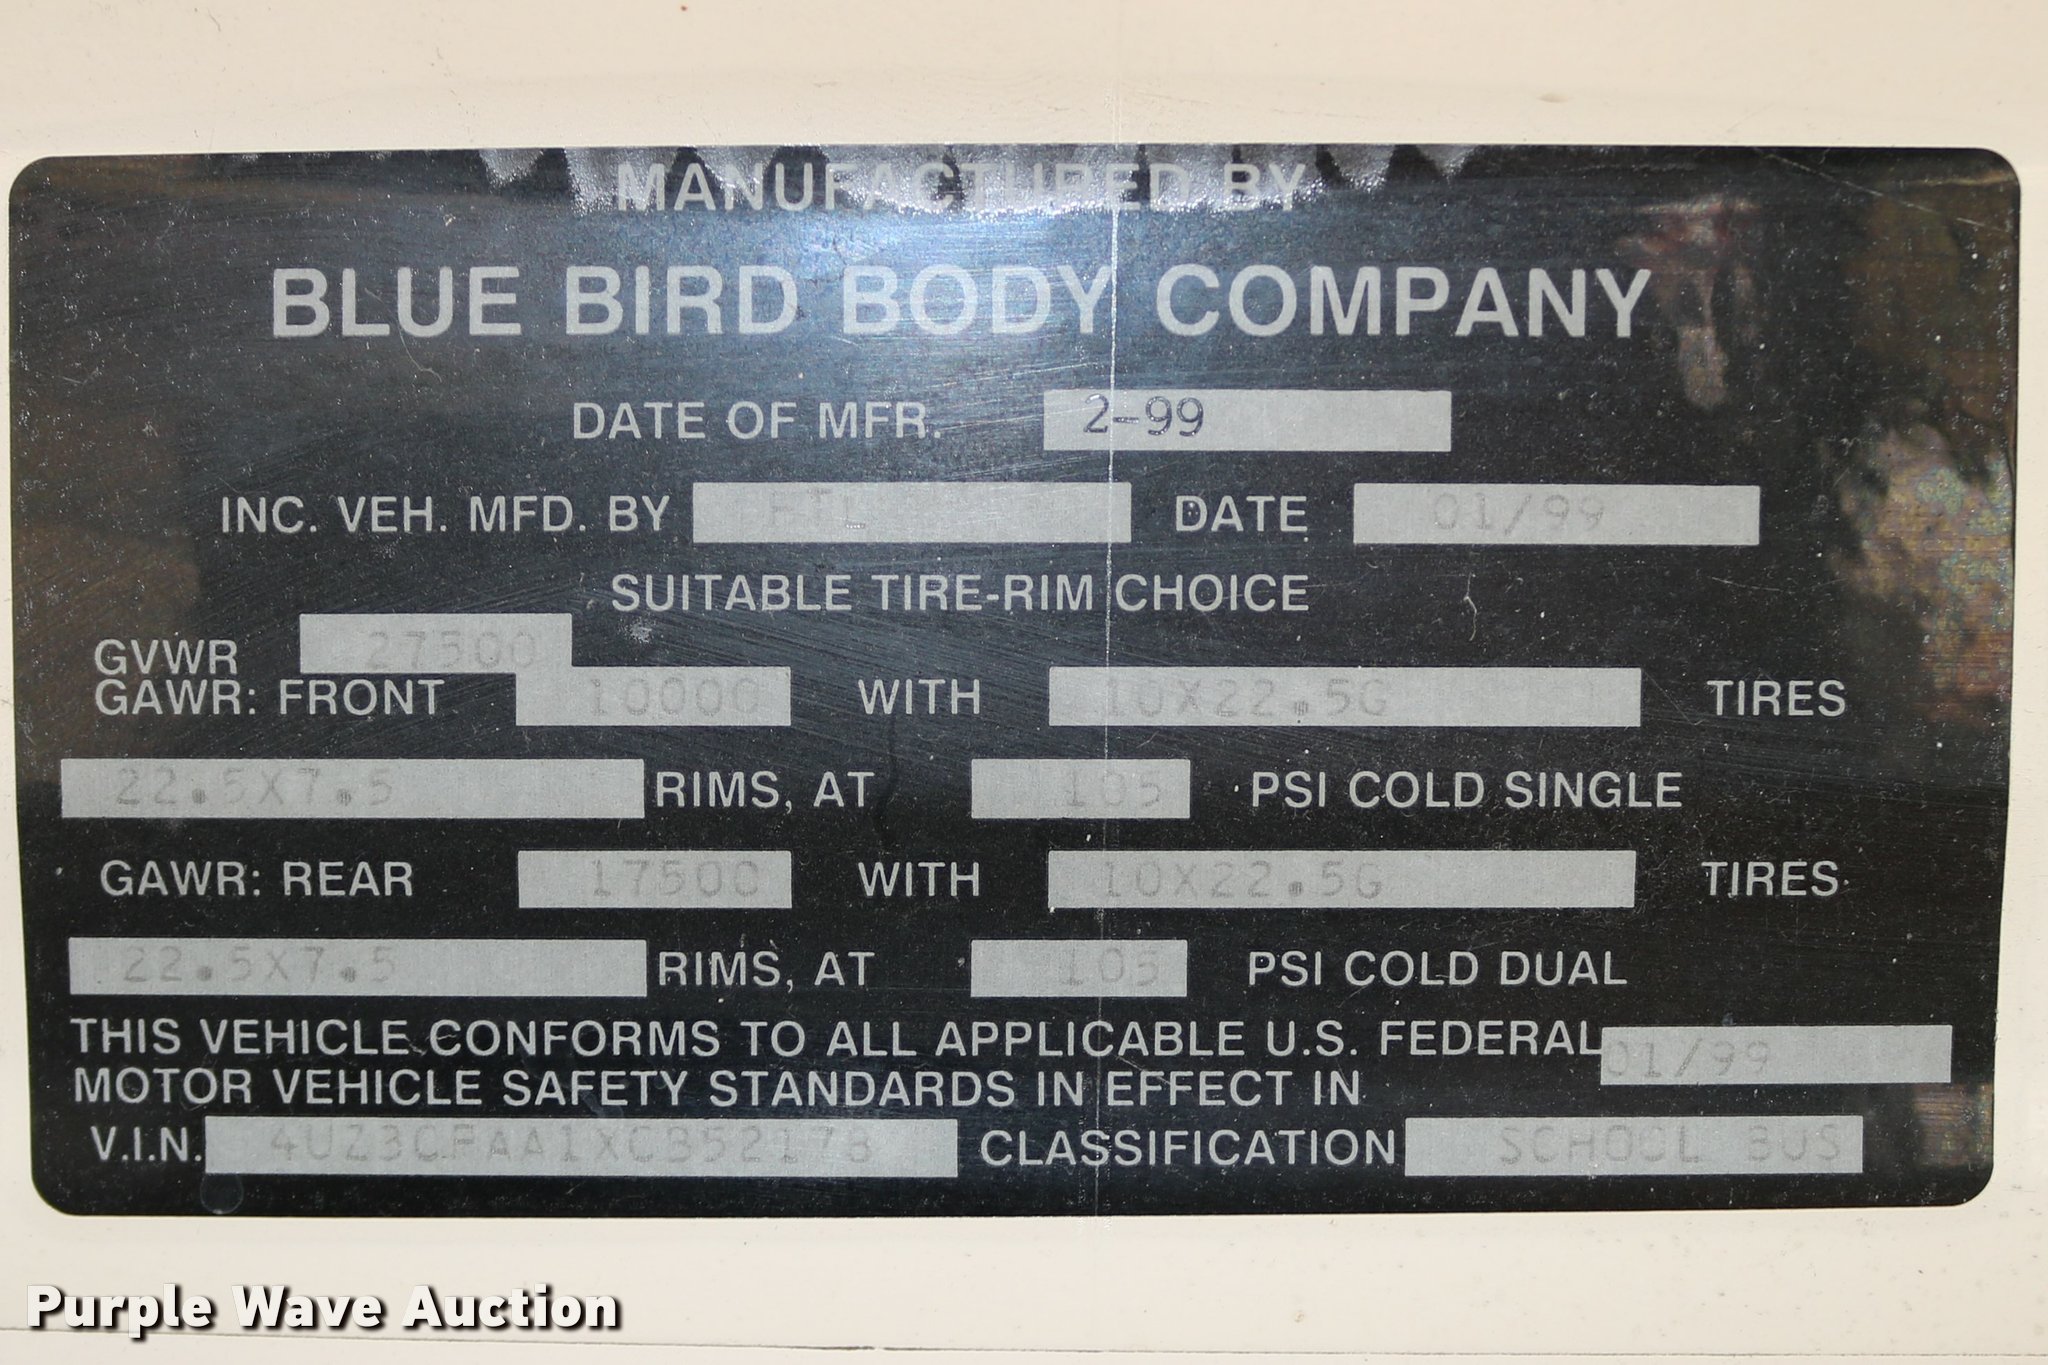 MANUFACTURED BY
BLUE BIRD BODY COMPANY
DATE OF MFR. 2-99
INC. VEH. MFD. BY FTL DATE 01/99
SUITABLE TIRE-RIM CHOICE
GVWR 27500
GAWR: FRONT 10000 WITH 10X22.5G TIRES
22.5X7.5 RIMS, AT 105 PSI COLD SINGLE
GAWR: REAR 17500 WITH 10X22.5G TIRES
22.5X7.5 RIMS, AT 105 PSI COLD DUAL
THIS VEHICLE CONFORMS TO ALL APPLICABLE U.S. FEDERAL
MOTOR VEHICLE SAFETY STANDARDS IN EFFECT IN 01/99
V.I.N. 4UZ3CFAA1XCB52178 CLASSIFICATION SCHOOL BUS
Purple Wave Auction